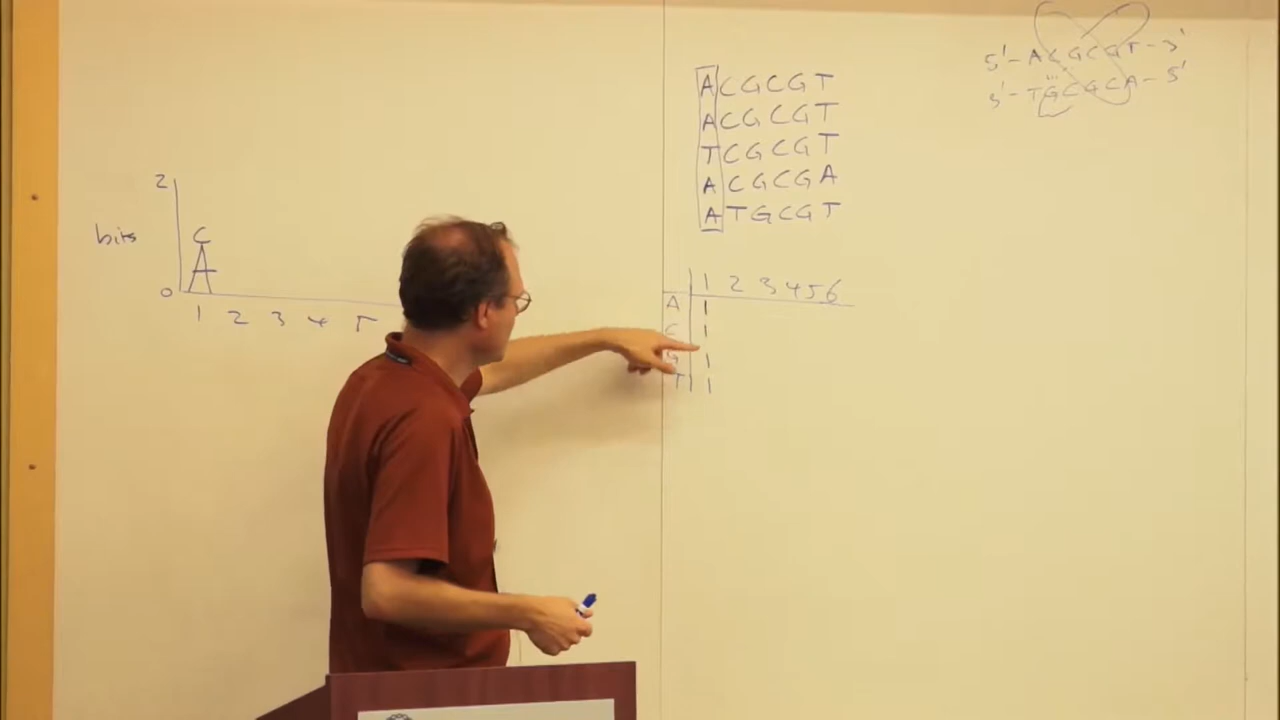 2
bits
C
A
0
1 2 3 4 5
ACGCGT
ACGCGT
TCGCGT
ACGCGA
ATGCGT
1 2 3 4 5 6
A 1
C 1
G 1
T 1
5'-ACGCGT-3'
3'-TGCGCA-5'